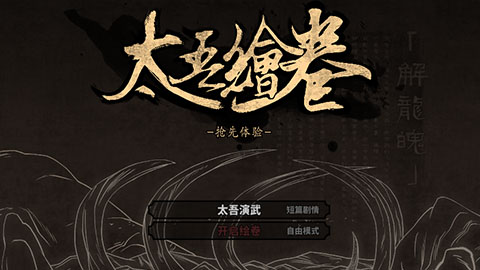 太吾繪卷
-抢先体验-
「解龍魄」
太吾演武 短篇剧情
开启绘卷 自由模式